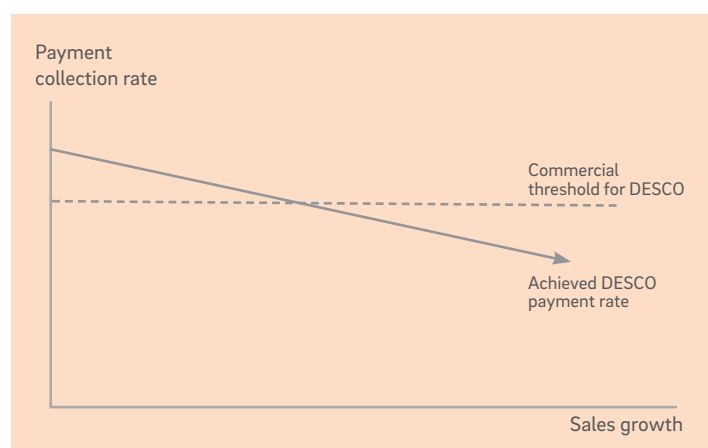 Payment
collection rate
Commercial
threshold for DESCO
Achieved DESCO
payment rate
Sales growth